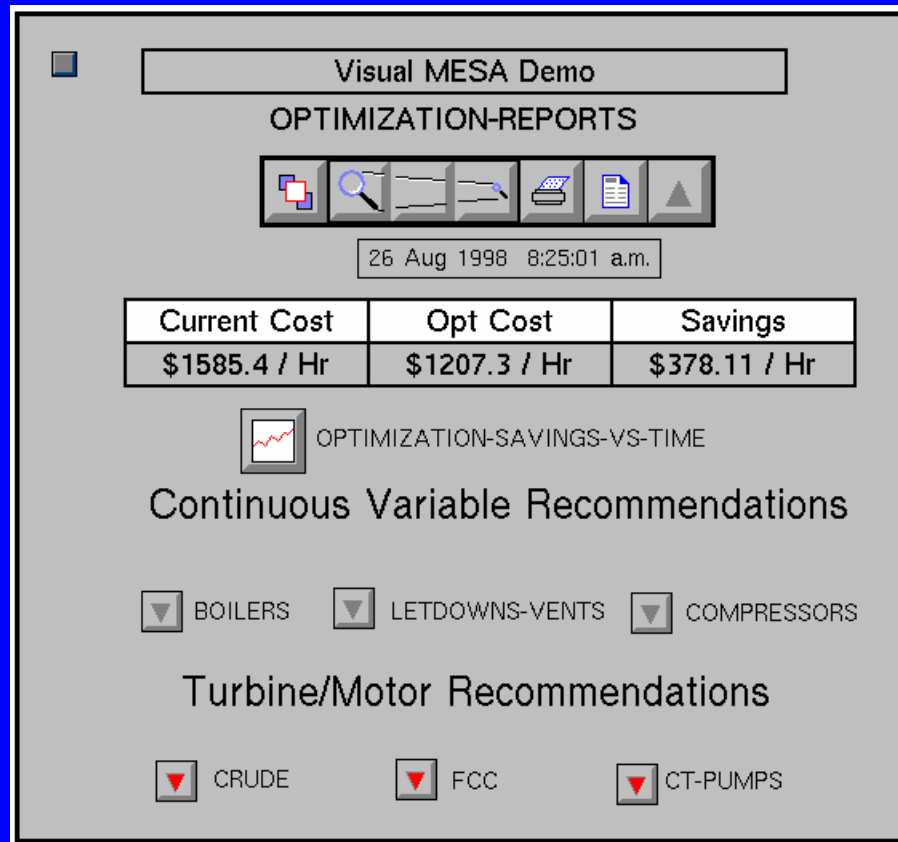 Visual MESA Demo
OPTIMIZATION-REPORTS
26 Aug 1998 8:25:01 a.m.
Current Cost Opt Cost Savings
$1585.4 / Hr $1207.3 / Hr $378.11 / Hr
OPTIMIZATION-SAVINGS-VS-TIME
Continuous Variable Recommendations
BOILERS LETDOWNS-VENTS COMPRESSORS
Turbine/Motor Recommendations
CRUDE FCC CT-PUMPS